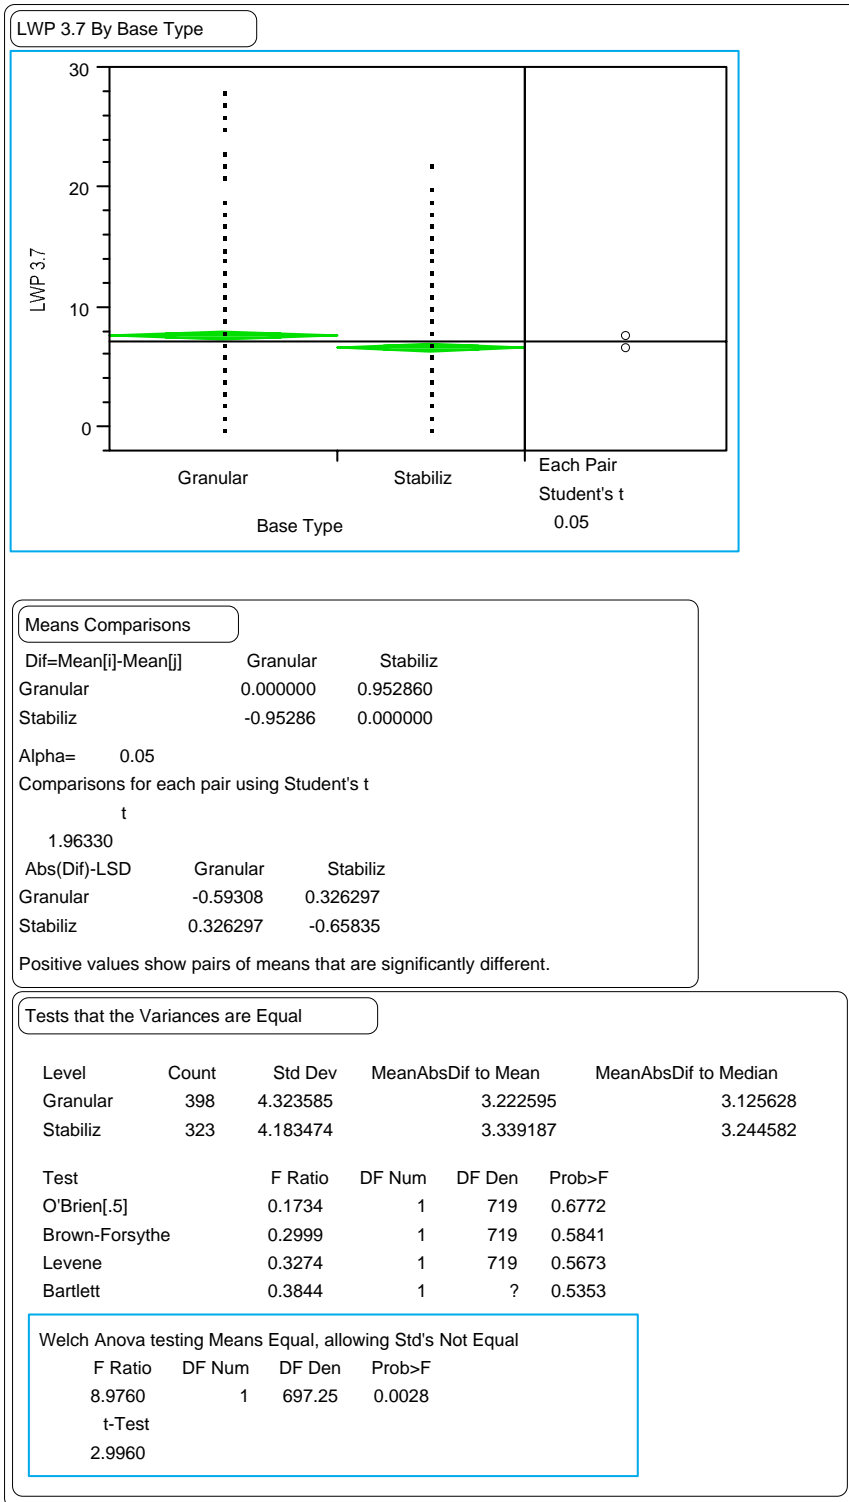 LWP 3.7 By Base Type
30
20
10
0
LWP 3.7
Granular Stabiliz
Base Type
Each Pair
Student's t
0.05
Means Comparisons
Dif=Mean[i]-Mean[j] Granular Stabiliz
Granular 0.000000 0.952860
Stabiliz -0.95286 0.000000
Alpha= 0.05
Comparisons for each pair using Student's t
t
1.96330
Abs(Dif)-LSD Granular Stabiliz
Granular -0.59308 0.326297
Stabiliz 0.326297 -0.65835
Positive values show pairs of means that are significantly different.
Tests that the Variances are Equal
Level Count Std Dev MeanAbsDif to Mean MeanAbsDif to Median
Granular 398 4.323585 3.222595 3.125628
Stabiliz 323 4.183474 3.339187 3.244582
Test F Ratio DF Num DF Den Prob>F
O'Brien[.5] 0.1734 1 719 0.6772
Brown-Forsythe 0.2999 1 719 0.5841
Levene 0.3274 1 719 0.5673
Bartlett 0.3844 1 ? 0.5353
Welch Anova testing Means Equal, allowing Std's Not Equal
F Ratio DF Num DF Den Prob>F
8.9760 1 697.25 0.0028
t-Test
2.9960